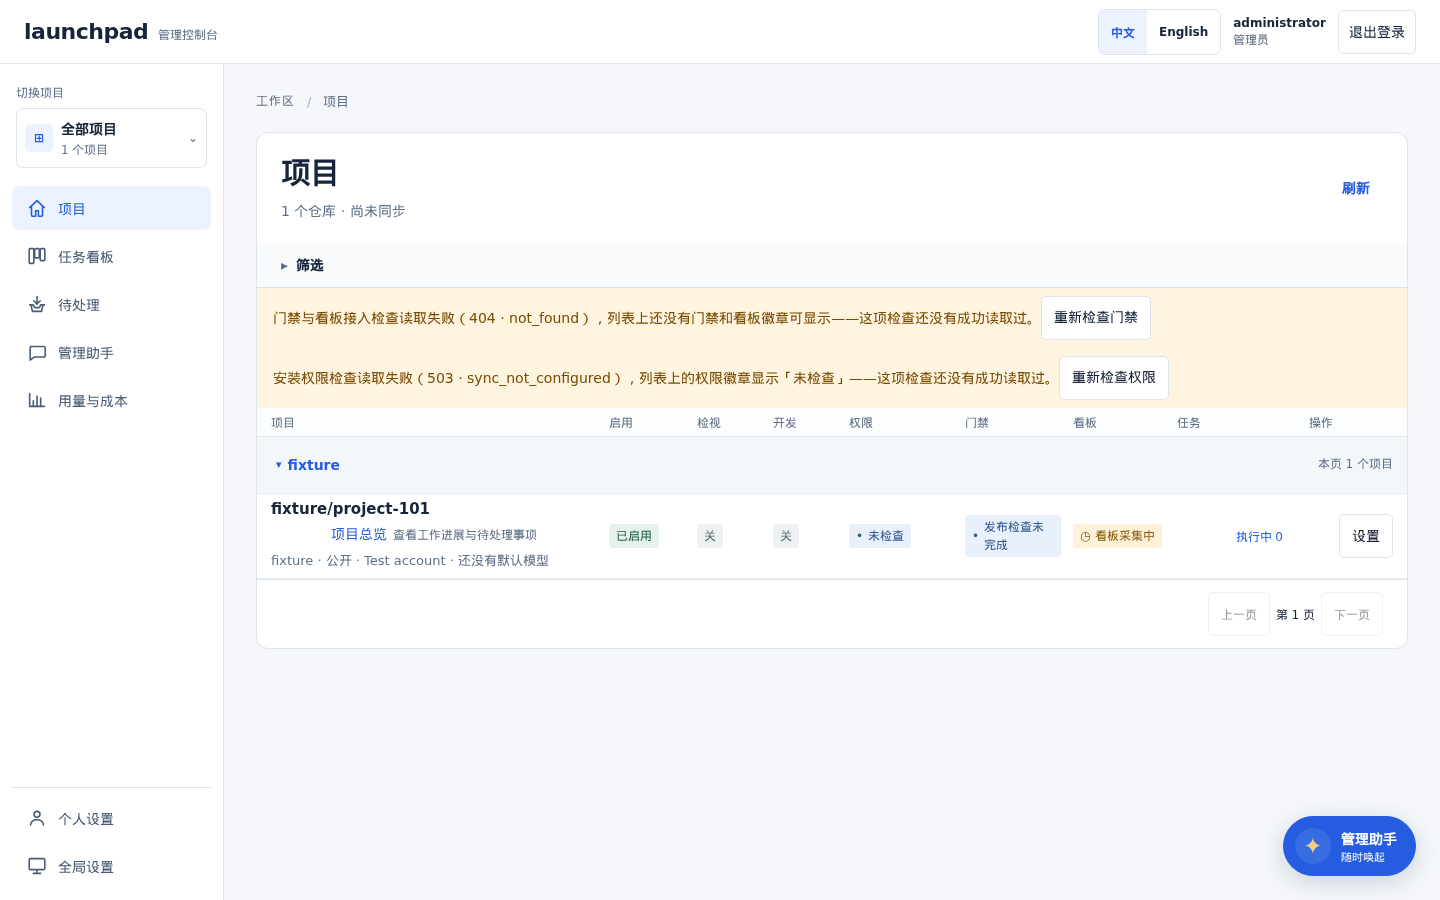 launchpad 管理控制台
中文 English
administrator
管理员
退出登录
切换项目
全部项目
1 个项目
项目
任务看板
待处理
管理助手
用量与成本
个人设置
全局设置
工作区 / 项目
项目
1 个仓库 · 尚未同步
刷新
▸ 筛选
门禁与看板接入检查读取失败（404 · not_found），列表上还没有门禁和看板徽章可显示——这项检查还没有成功读取过。 重新检查门禁
安装权限检查读取失败（503 · sync_not_configured），列表上的权限徽章显示「未检查」——这项检查还没有成功读取过。 重新检查权限
项目 启用 检视 开发 权限 门禁 看板 任务 操作
▾ fixture 本页 1 个项目
fixture/project-101
项目总览 查看工作进展与待处理事项
fixture · 公开 · Test account · 还没有默认模型
已启用 关 关 • 未检查
• 发布检查未
完成
看板采集中 执行中 0 设置
上一页 第 1 页 下一页
管理助手
随时唤起